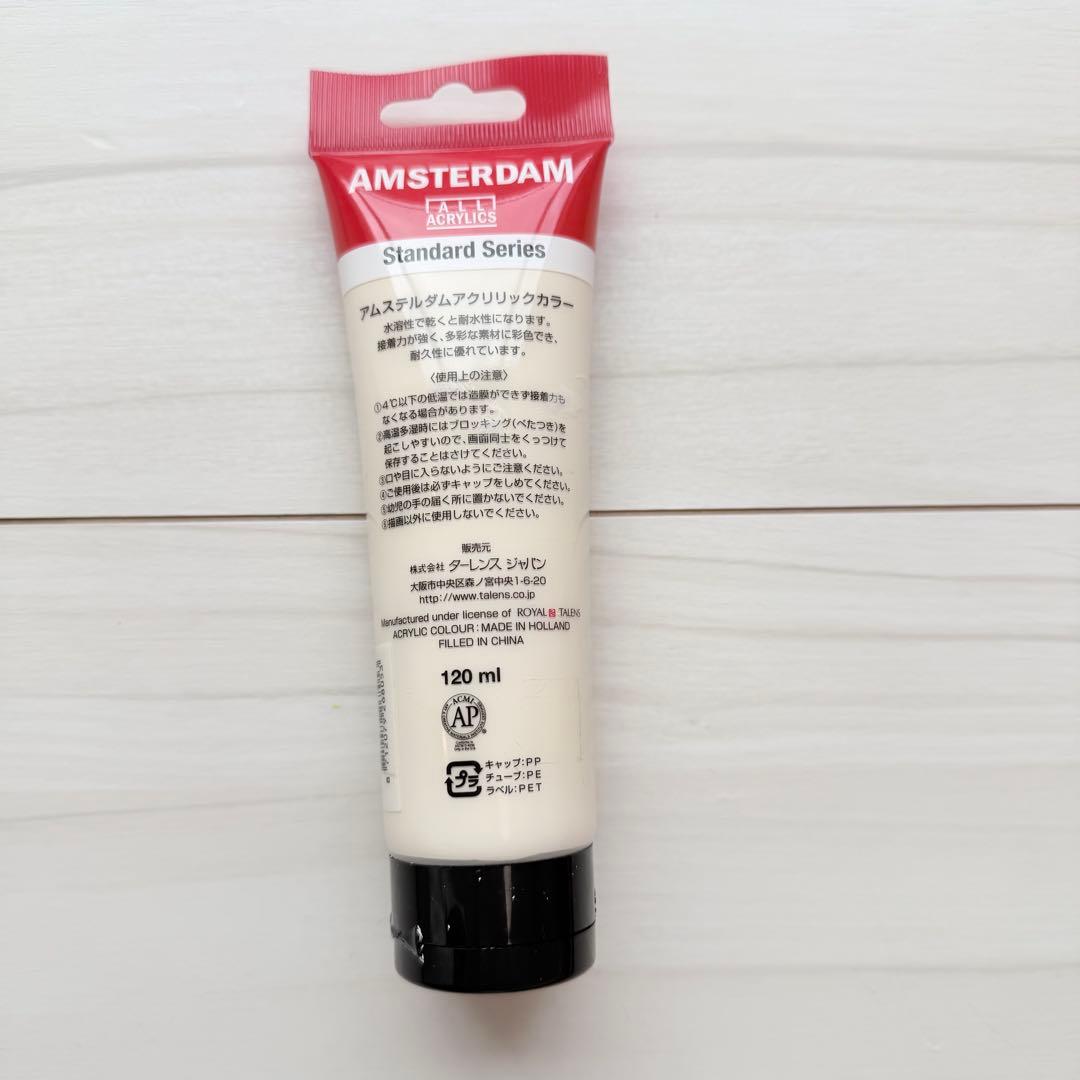 AMSTERDAM
ALL
ACRYLICS
Standard Series
アムステルダムアクリリックカラー
水溶性で乾くと耐水性になります。
接着力が強く、多彩な素材に彩色でき、
耐久性に優れています。
〈使用上の注意〉
①4℃以下の低温では造膜ができず接着力も
なくなる場合があります。
②高温多湿時にはブロッキング(べたつき)を
起こしやすいので、画面同士をくっつけて
保存することはさけてください。
③口や目に入らないようにご注意ください。
④ご使用後は必ずキャップをしめてください。
⑤幼児の手の届く所に置かないでください。
⑥描画以外に使用しないでください。
販売元
株式会社 ターレンス ジャパン
大阪市中央区森ノ宮中央1-6-20
http://www.talens.co.jp
Manufactured under license of ROYAL TALENS
ACRYLIC COLOUR : MADE IN HOLLAND
FILLED IN CHINA
120 ml
ACMI
AP
プラ
キャップ:PP
チューブ:PE
ラベル:PET